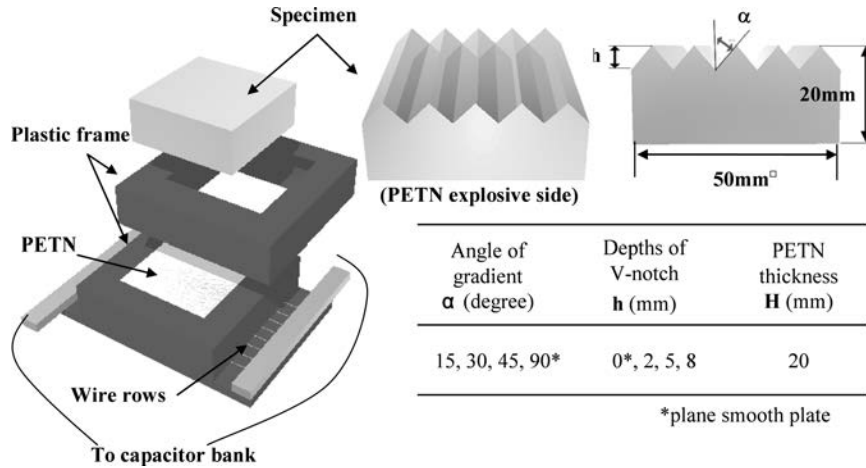 Specimen
Plastic frame
PETN
Wire rows
To capacitor bank
(PETN explosive side)
α
h
20mm
50mm□
Angle of gradient α (degree)
Depths of V-notch h (mm)
PETN thickness H (mm)
15, 30, 45, 90*
0*, 2, 5, 8
20
*plane smooth plate